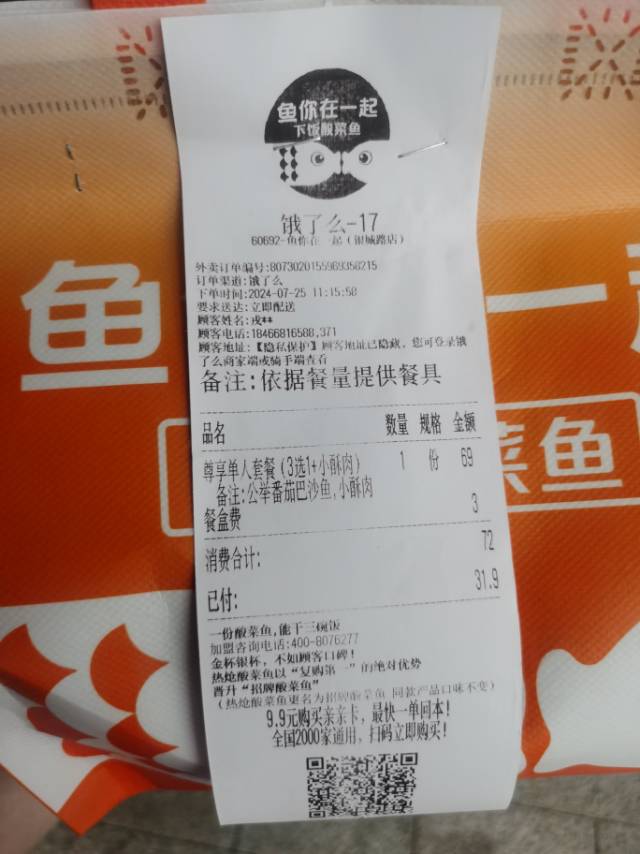 鱼你在一起
下饭酸菜鱼
饿了么-17
60692-鱼你在一起(银城路店)
外卖订单编号:8073020155969358215
订单渠道:饿了么
下单时间:2024-07-25 11:15:58
要求送达:立即配送
顾客姓名:戎**
顾客电话:18466816588,371
顾客地址:【隐私保护】顾客地址已隐藏，您可登录饿
了么商家端或骑手端查看
备注:依据餐量提供餐具
品名 数量 规格 金额
尊享单人套餐(3选1+小酥肉) 1 份 69
备注:公举番茄巴沙鱼,小酥肉
餐盒费 3
消费合计: 72
已付: 31.9
一份酸菜鱼,能干三碗饭
加盟咨询电话:400-8076277
金杯银杯，不如顾客口碑！
热炝酸菜鱼以“复购第一”的绝对优势
晋升“招牌酸菜鱼”
(热炝酸菜鱼更名为招牌酸菜鱼 同款产品口味不变)
9.9元购买亲亲卡，最快一单回本！
全国2000家通用，扫码立即购买！
鱼
一
菜鱼